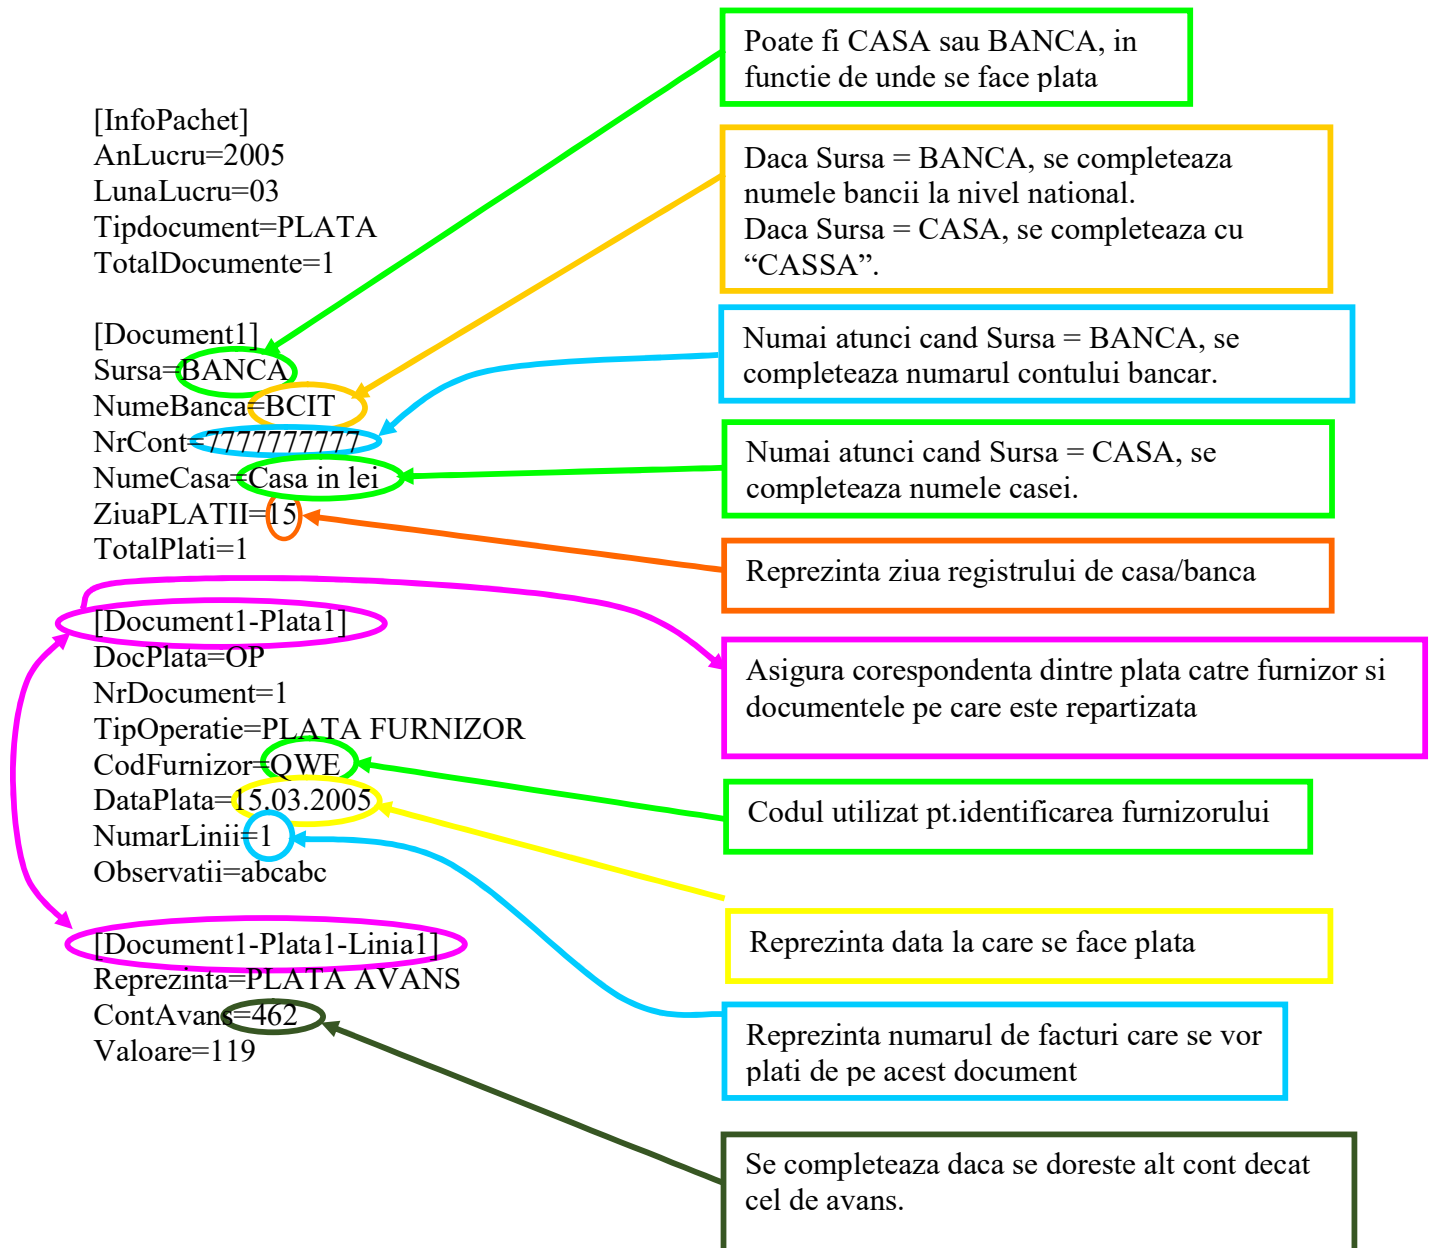 [InfoPachet]
AnLucru=2005
LunaLucru=03
Tipdocument=PLATA
TotalDocumente=1
[Document1]
Sursa=BANCA
NumeBanca=BCIT
NrCont=7777777777
NumeCasa=Casa in lei
ZiuaPLATII=15
TotalPlati=1
[Document1-Plata1]
DocPlata=OP
NrDocument=1
TipOperatie=PLATA FURNIZOR
CodFurnizor=QWE
DataPlata=15.03.2005
NumarLinii=1
Observatii=abcabc
[Document1-Plata1-Linia1]
Reprezinta=PLATA AVANS
ContAvans=462
Valoare=119
Poate fi CASA sau BANCA, in
functie de unde se face plata
Daca Sursa = BANCA, se completeaza
numele bancii la nivel national.
Daca Sursa = CASA, se completeaza cu
“CASSA”.
Numai atunci cand Sursa = BANCA, se
completeaza numarul contului bancar.
Numai atunci cand Sursa = CASA, se
completeaza numele casei.
Reprezinta ziua registrului de casa/banca
Asigura corespondenta dintre plata catre furnizor si
documentele pe care este repartizata
Codul utilizat pt.identificarea furnizorului
Reprezinta data la care se face plata
Reprezinta numarul de facturi care se vor
plati de pe acest document
Se completeaza daca se doreste alt cont decat
cel de avans.